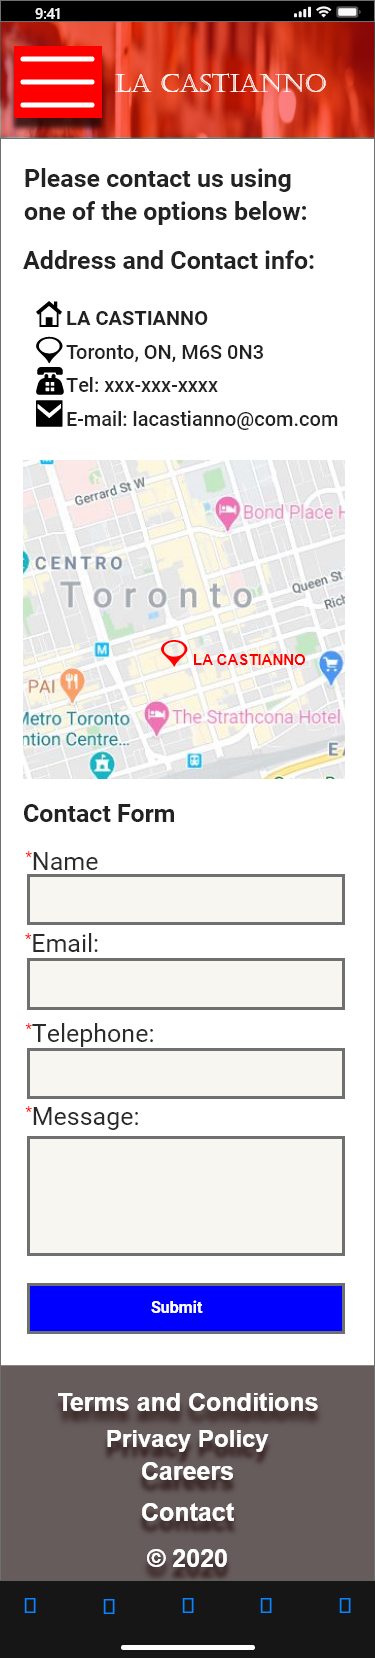 9:41
LA CASTIANNO
Please contact us using
one of the options below:
Address and Contact info:
LA CASTIANNO
Toronto, ON, M6S 0N3
Tel: xxx-xxx-xxxx
E-mail: lacastianno@com.com
Gerrard St W
Bond Place H
CENTRO
Toronto
Queen St
Rich
M
LA CASTIANNO
PAI
Metro Toronto
ntion Centre...
The Strathcona Hotel
E A
Contact Form
*Name
*Email:
*Telephone:
*Message:
Submit
Terms and Conditions
Privacy Policy
Careers
Contact
© 2020